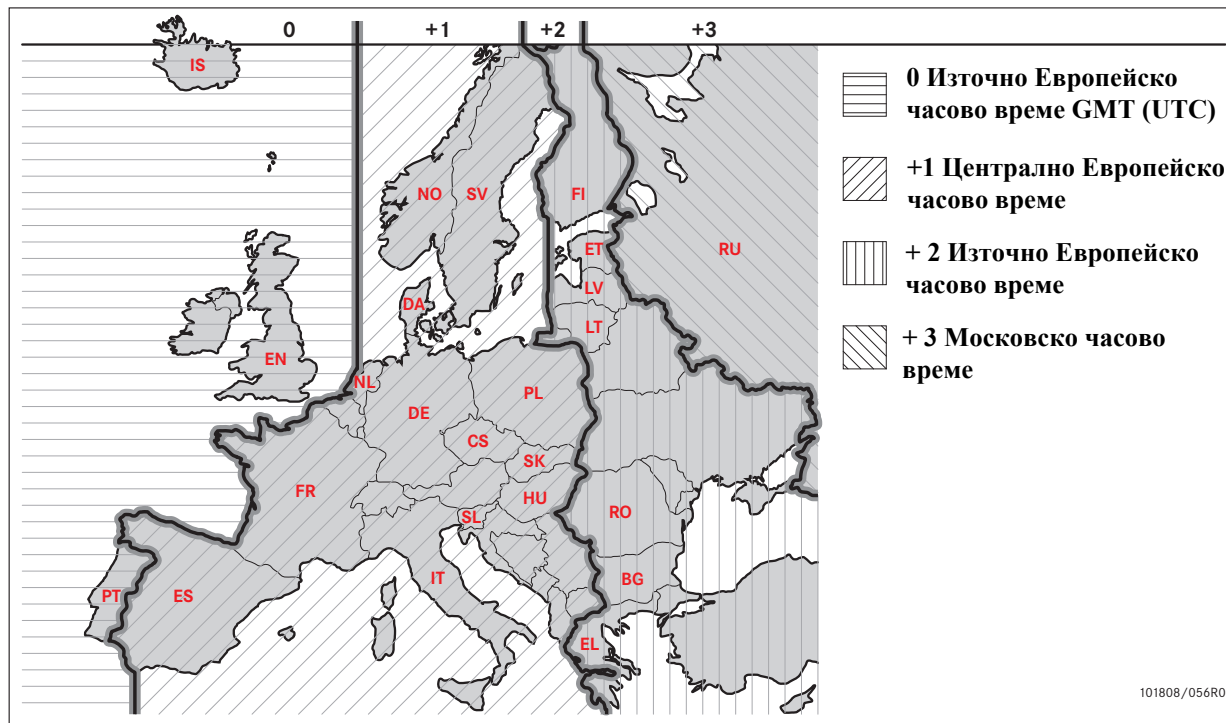 0
+1
+2
+3
IS
NO
SV
FI
RU
ET
LV
LT
DA
EN
NL
DE
PL
CS
SK
HU
FR
SL
RO
IT
BG
PT
ES
EL
0 Източно Европейско
часово време GMT (UTC)
+1 Централно Европейско
часово време
+ 2 Източно Европейско
часово време
+ 3 Московско часово
време
101808/056R0